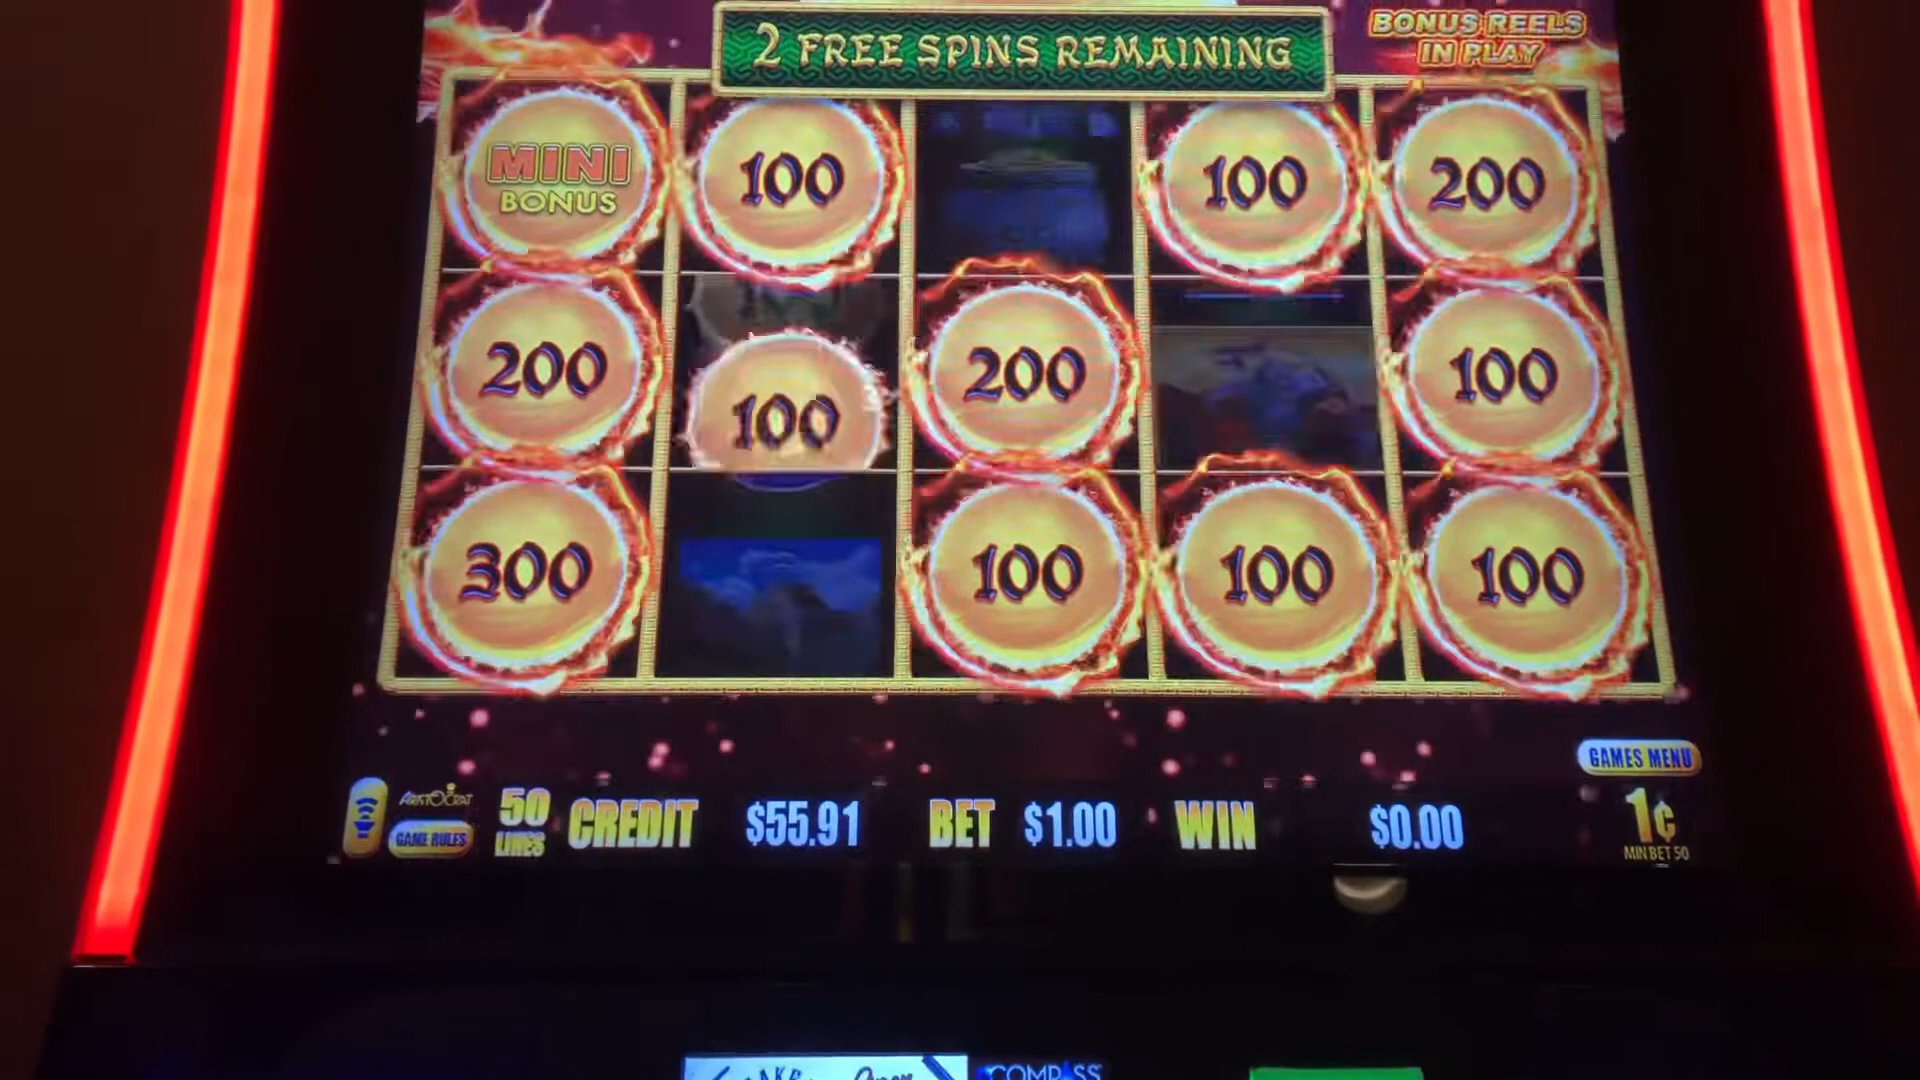 2 FREE SPINS REMAINING
BONUS REELS
IN PLAY
MINI
BONUS
100
100
200
200
100
200
100
300
100
100
100
GAMES MENU
ARISTOCRAT
GAME RULES
50
LINES
CREDIT $55.91
BET $1.00
WIN $0.00
1¢
MIN BET 50
COMPASS